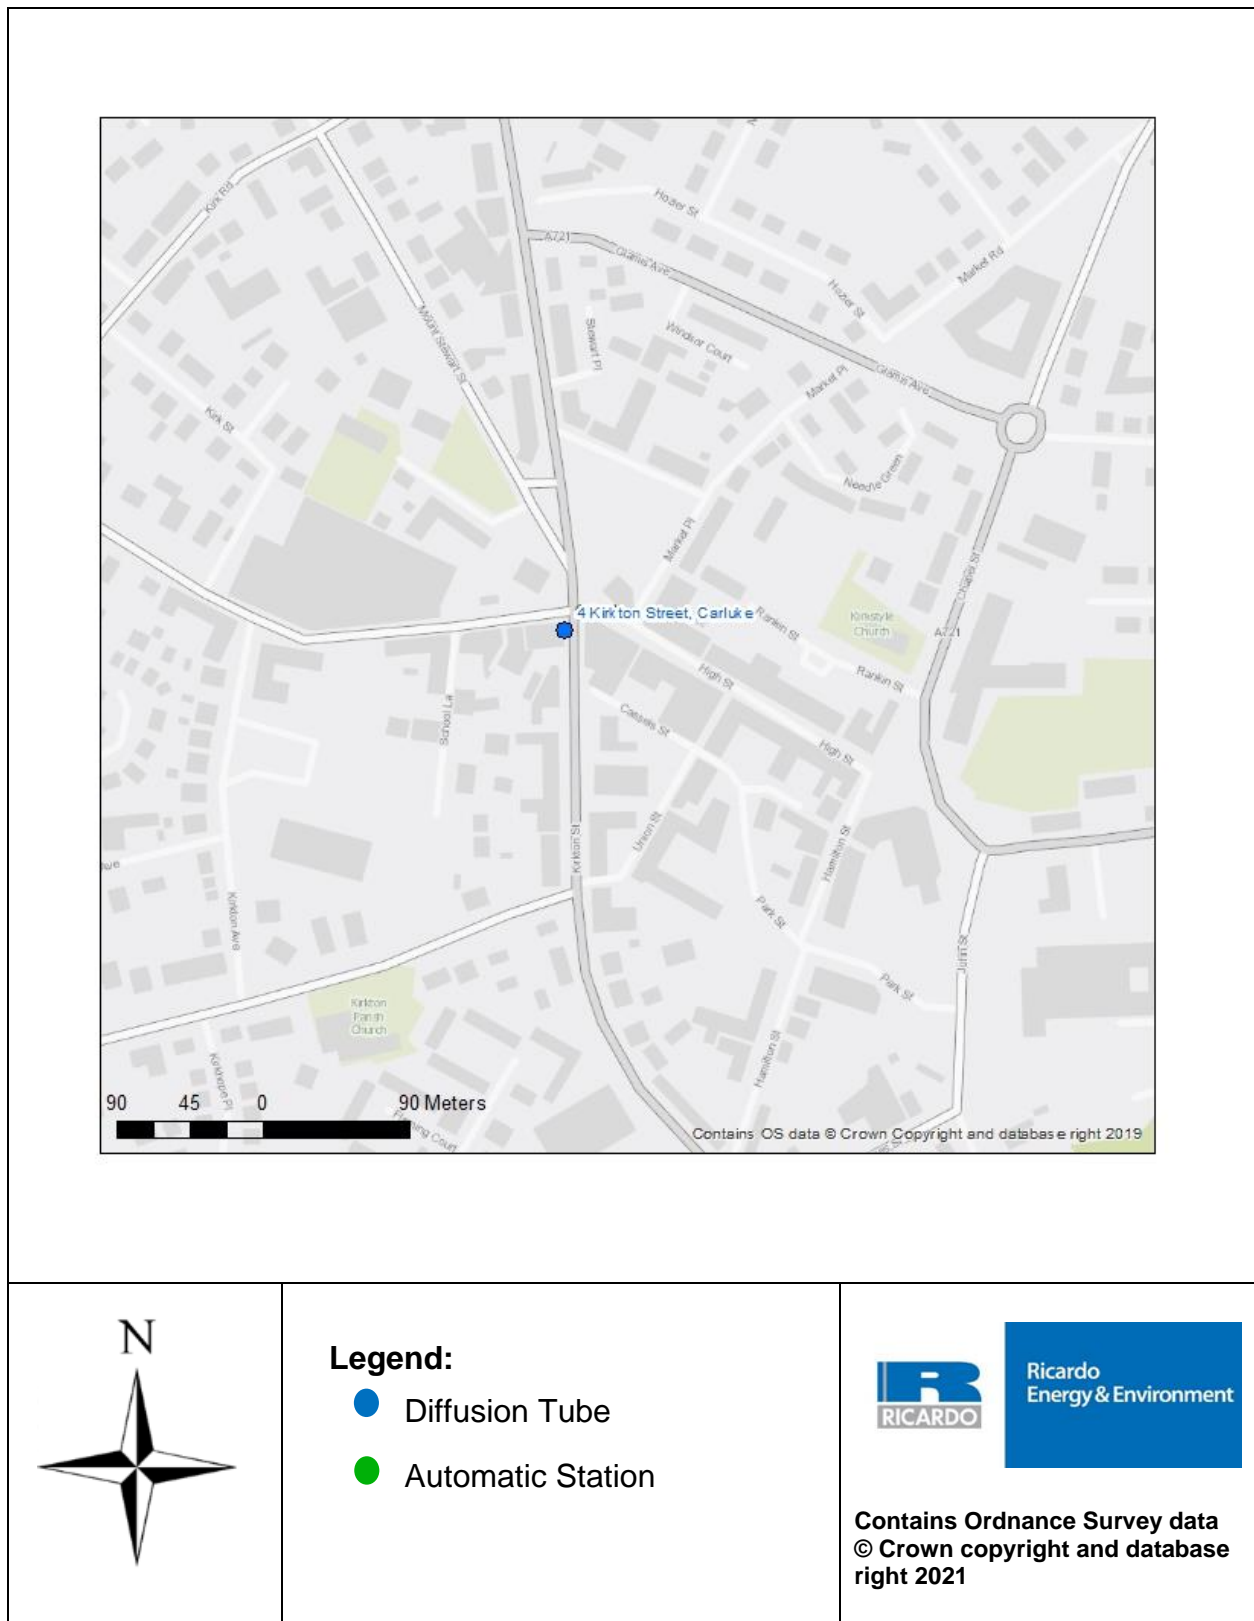 Kirk Rd
Hozier St
A721
Glamis Ave
Market Rd
Hozier St
Mount Stewart St
Stewart Pl
Windsor Court
Glamis Ave
Market Pl
Kirk St
Needle Green
Market Pl
Chapel St
4 Kirkton Street, Carluke
Rankin St
Kirkstyle
Church
A721
High St
Rankin St
School La
Cassels St
High St
Kirkton St
Union St
Hamilton St
Kirkton Ave
Park St
John St
Park St
Kirkton
Parish
Church
Hamilton St
90 45 0 90 Meters
Contains OS data © Crown Copyright and database right 2019
N
Legend:
Diffusion Tube
Automatic Station
RICARDO
Ricardo
Energy & Environment
Contains Ordnance Survey data
© Crown copyright and database
right 2021